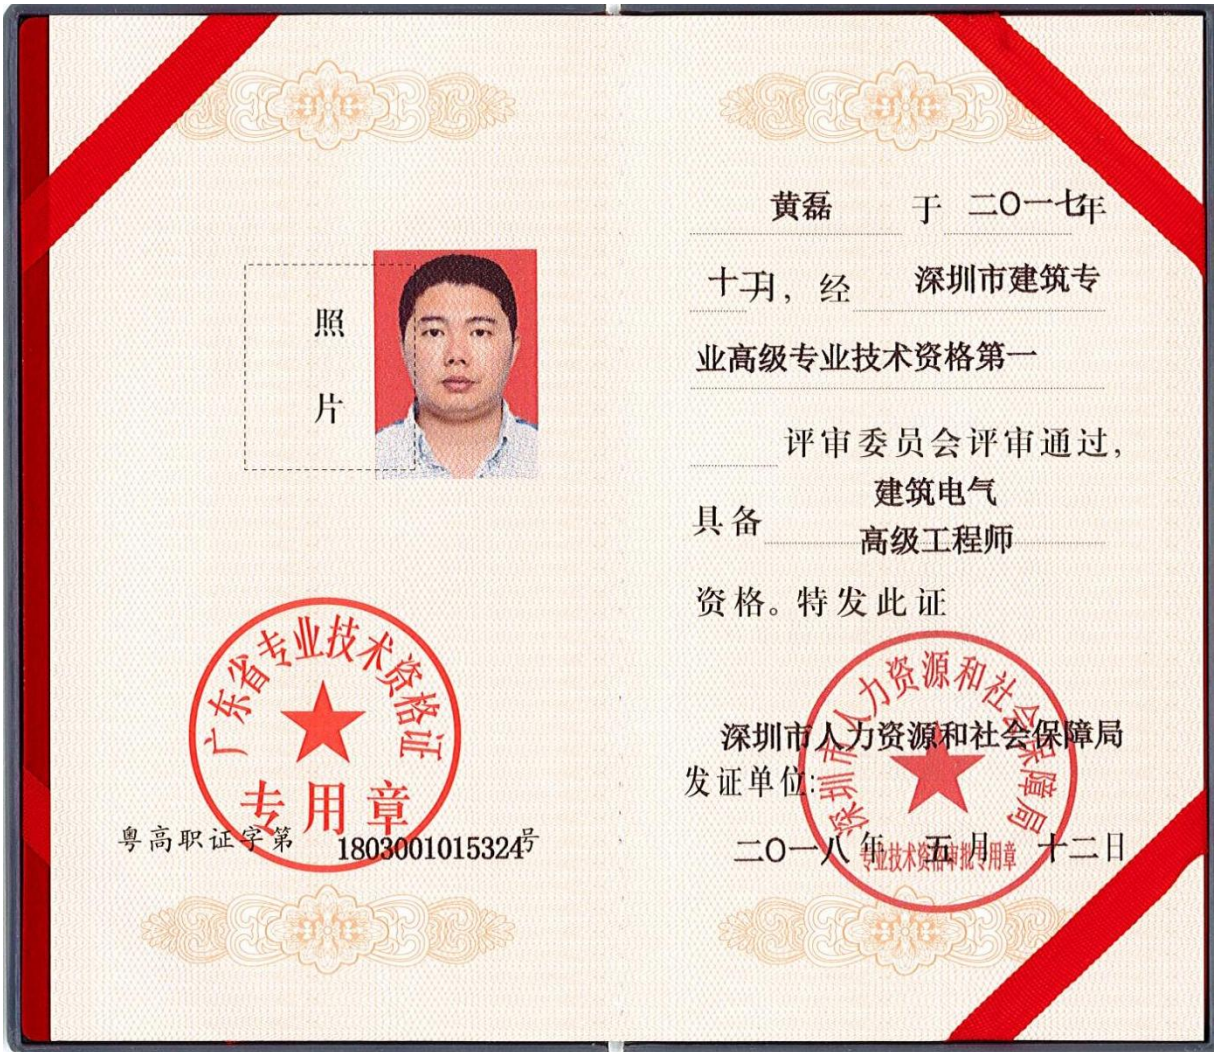 照
片
广东省专业技术资格证
专用章
粤高职证字第 1803001015324号
黄磊 于 二〇一七年
十二月，经 深圳市建筑专
业高级专业技术资格第一
评审委员会评审通过，
具备 建筑电气
高级工程师
资格。特发此证
深圳市人力资源和社会保障局
发证单位:
深圳市人力资源和社会保障局
专业技术资格审批专用章
二〇一八年 五月 十二日